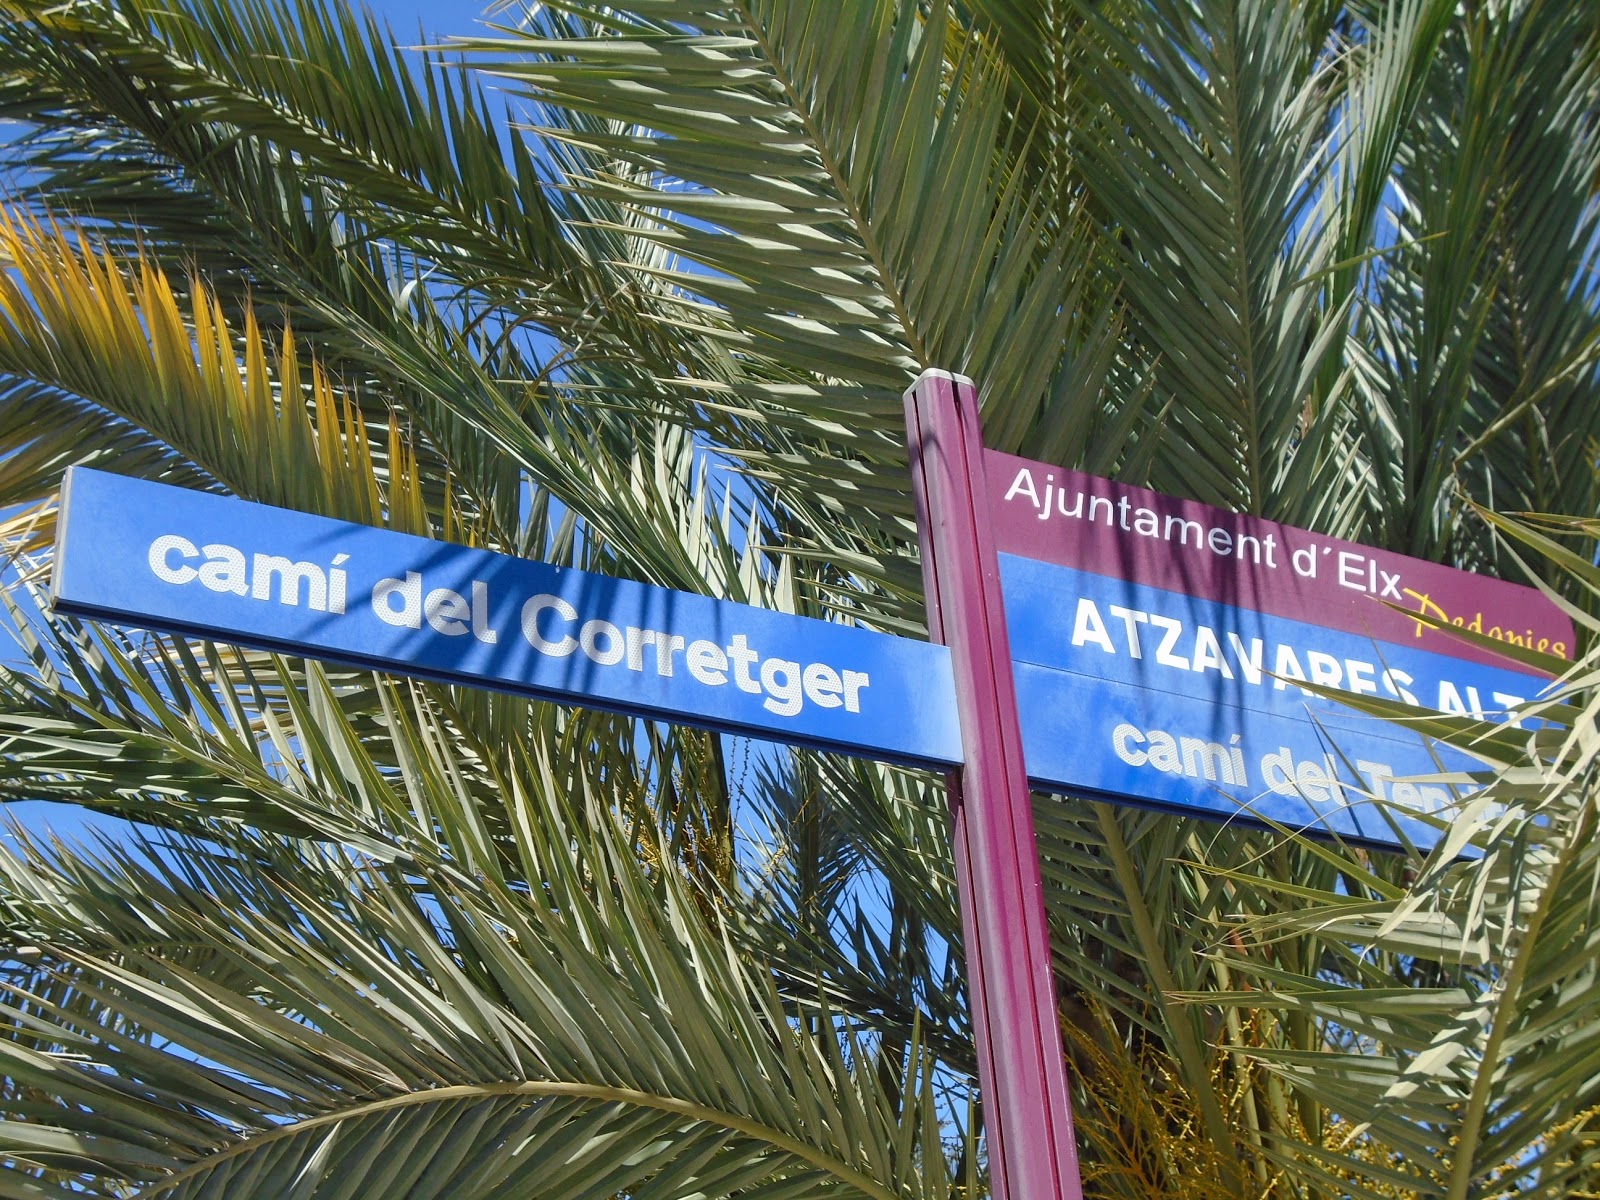 camí del Corretger
Ajuntament d´Elx
Pedanies
ATZAVARES
camí del